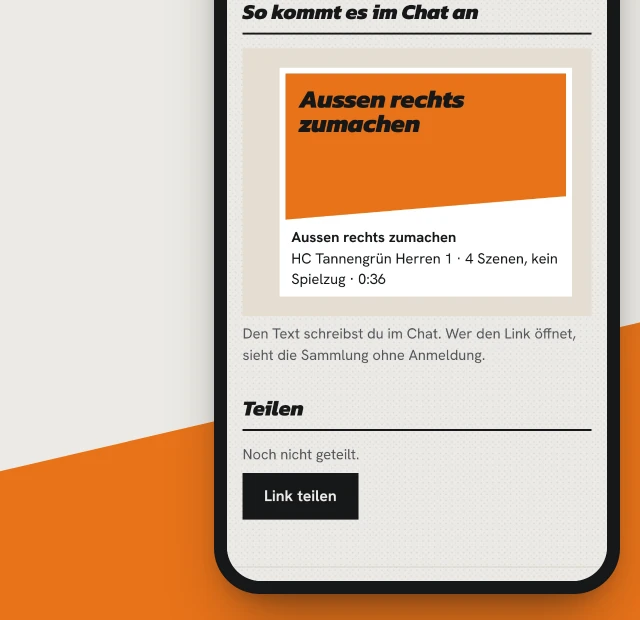 So kommt es im Chat an
Aussen rechts
zumachen
Aussen rechts zumachen
HC Tannengrün Herren 1 · 4 Szenen, kein
Spielzug · 0:36
Den Text schreibst du im Chat. Wer den Link öffnet,
sieht die Sammlung ohne Anmeldung.
Teilen
Noch nicht geteilt.
Link teilen